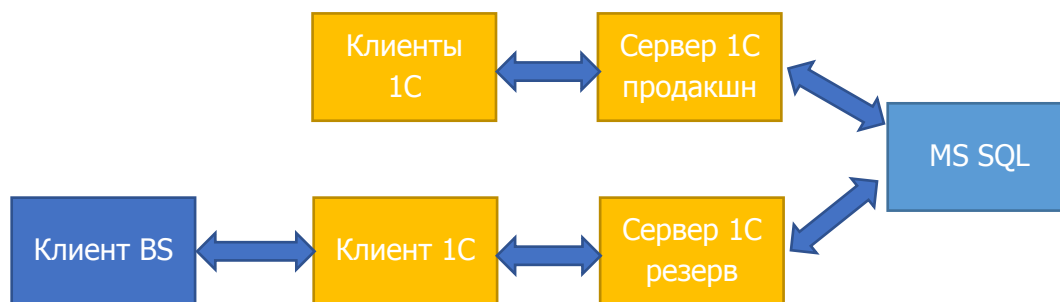 Клиенты
1С
Сервер 1С
продакшн
MS SQL
Клиент BS
Клиент 1С
Сервер 1С
резерв